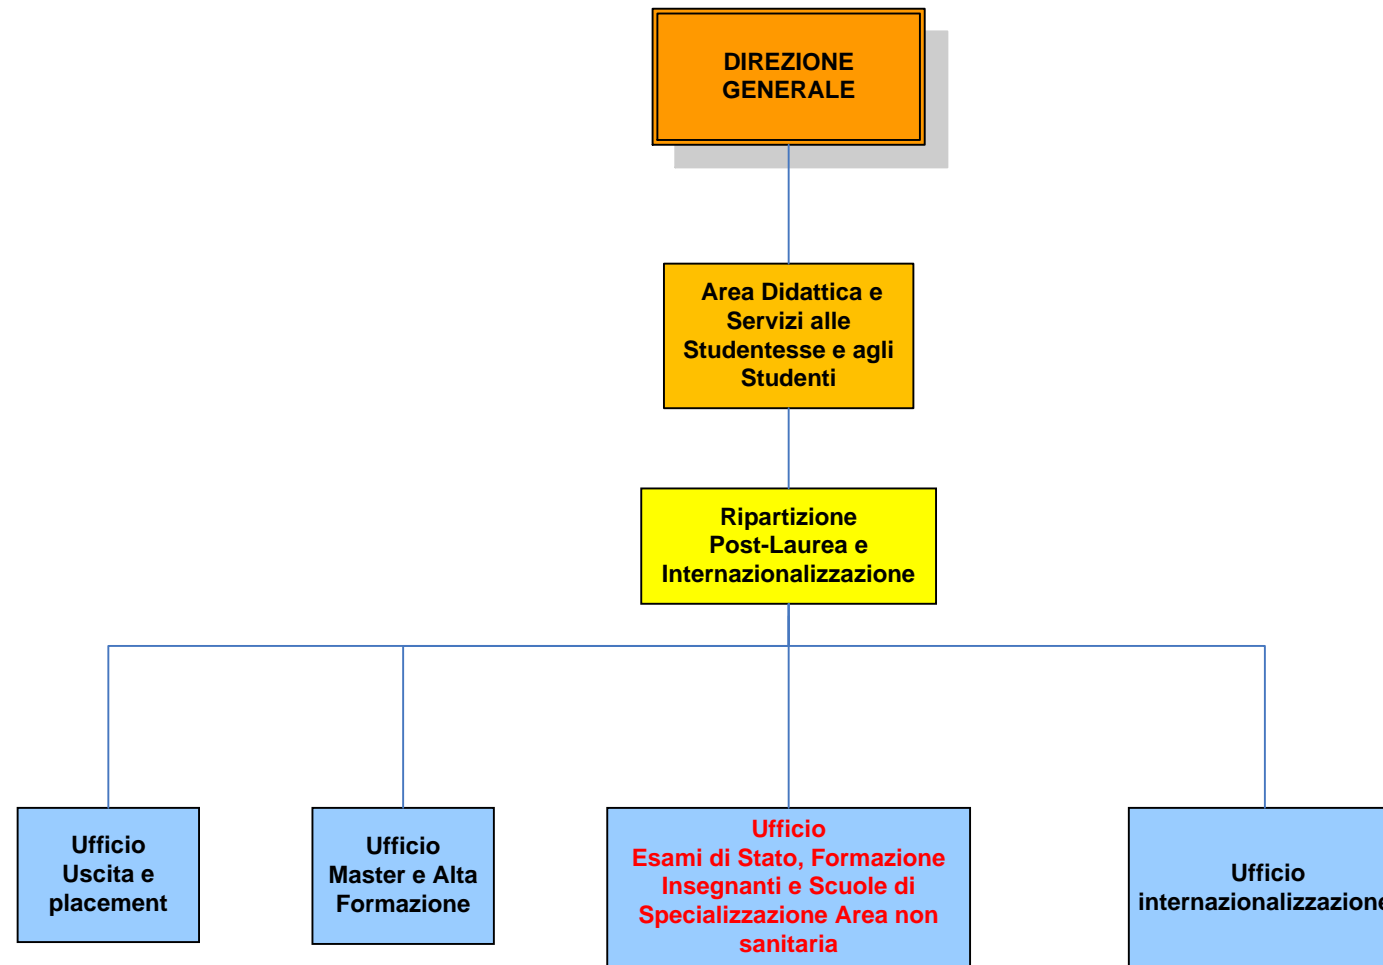 DIREZIONE
GENERALE
Area Didattica e
Servizi alle
Studentesse e agli
Studenti
Ripartizione
Post-Laurea e
Internazionalizzazione
Ufficio
Uscita e
placement
Ufficio
Master e Alta
Formazione
Ufficio
Esami di Stato, Formazione
Insegnanti e Scuole di
Specializzazione Area non
sanitaria
Ufficio
internazionalizzazione